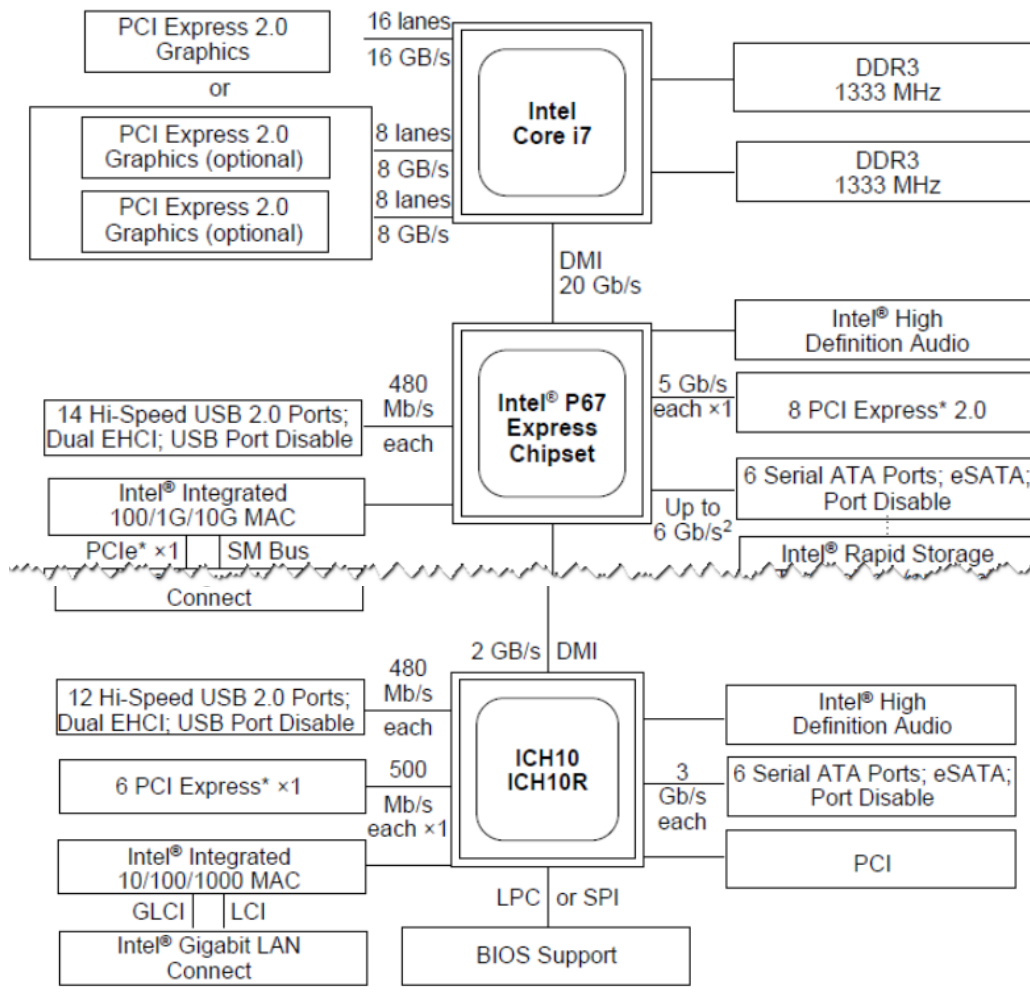 PCI Express 2.0
Graphics
16 lanes
16 GB/s
or
PCI Express 2.0
Graphics (optional)
8 lanes
8 GB/s
PCI Express 2.0
Graphics (optional)
8 lanes
8 GB/s
Intel
Core i7
DDR3
1333 MHz
DDR3
1333 MHz
DMI
20 Gb/s
Intel® High
Definition Audio
14 Hi-Speed USB 2.0 Ports;
Dual EHCI; USB Port Disable
480
Mb/s
each
Intel® P67
Express
Chipset
5 Gb/s
each ×1
8 PCI Express* 2.0
Intel® Integrated
100/1G/10G MAC
Up to
6 Gb/s²
6 Serial ATA Ports; eSATA;
Port Disable
PCIe* ×1
SM Bus
Intel® Rapid Storage
Connect
2 GB/s
DMI
12 Hi-Speed USB 2.0 Ports;
Dual EHCI; USB Port Disable
480
Mb/s
each
ICH10
ICH10R
Intel® High
Definition Audio
6 PCI Express* ×1
500
Mb/s
each ×1
3
Gb/s
each
6 Serial ATA Ports; eSATA;
Port Disable
Intel® Integrated
10/100/1000 MAC
PCI
GLCI
LCI
LPC
or SPI
Intel® Gigabit LAN
Connect
BIOS Support